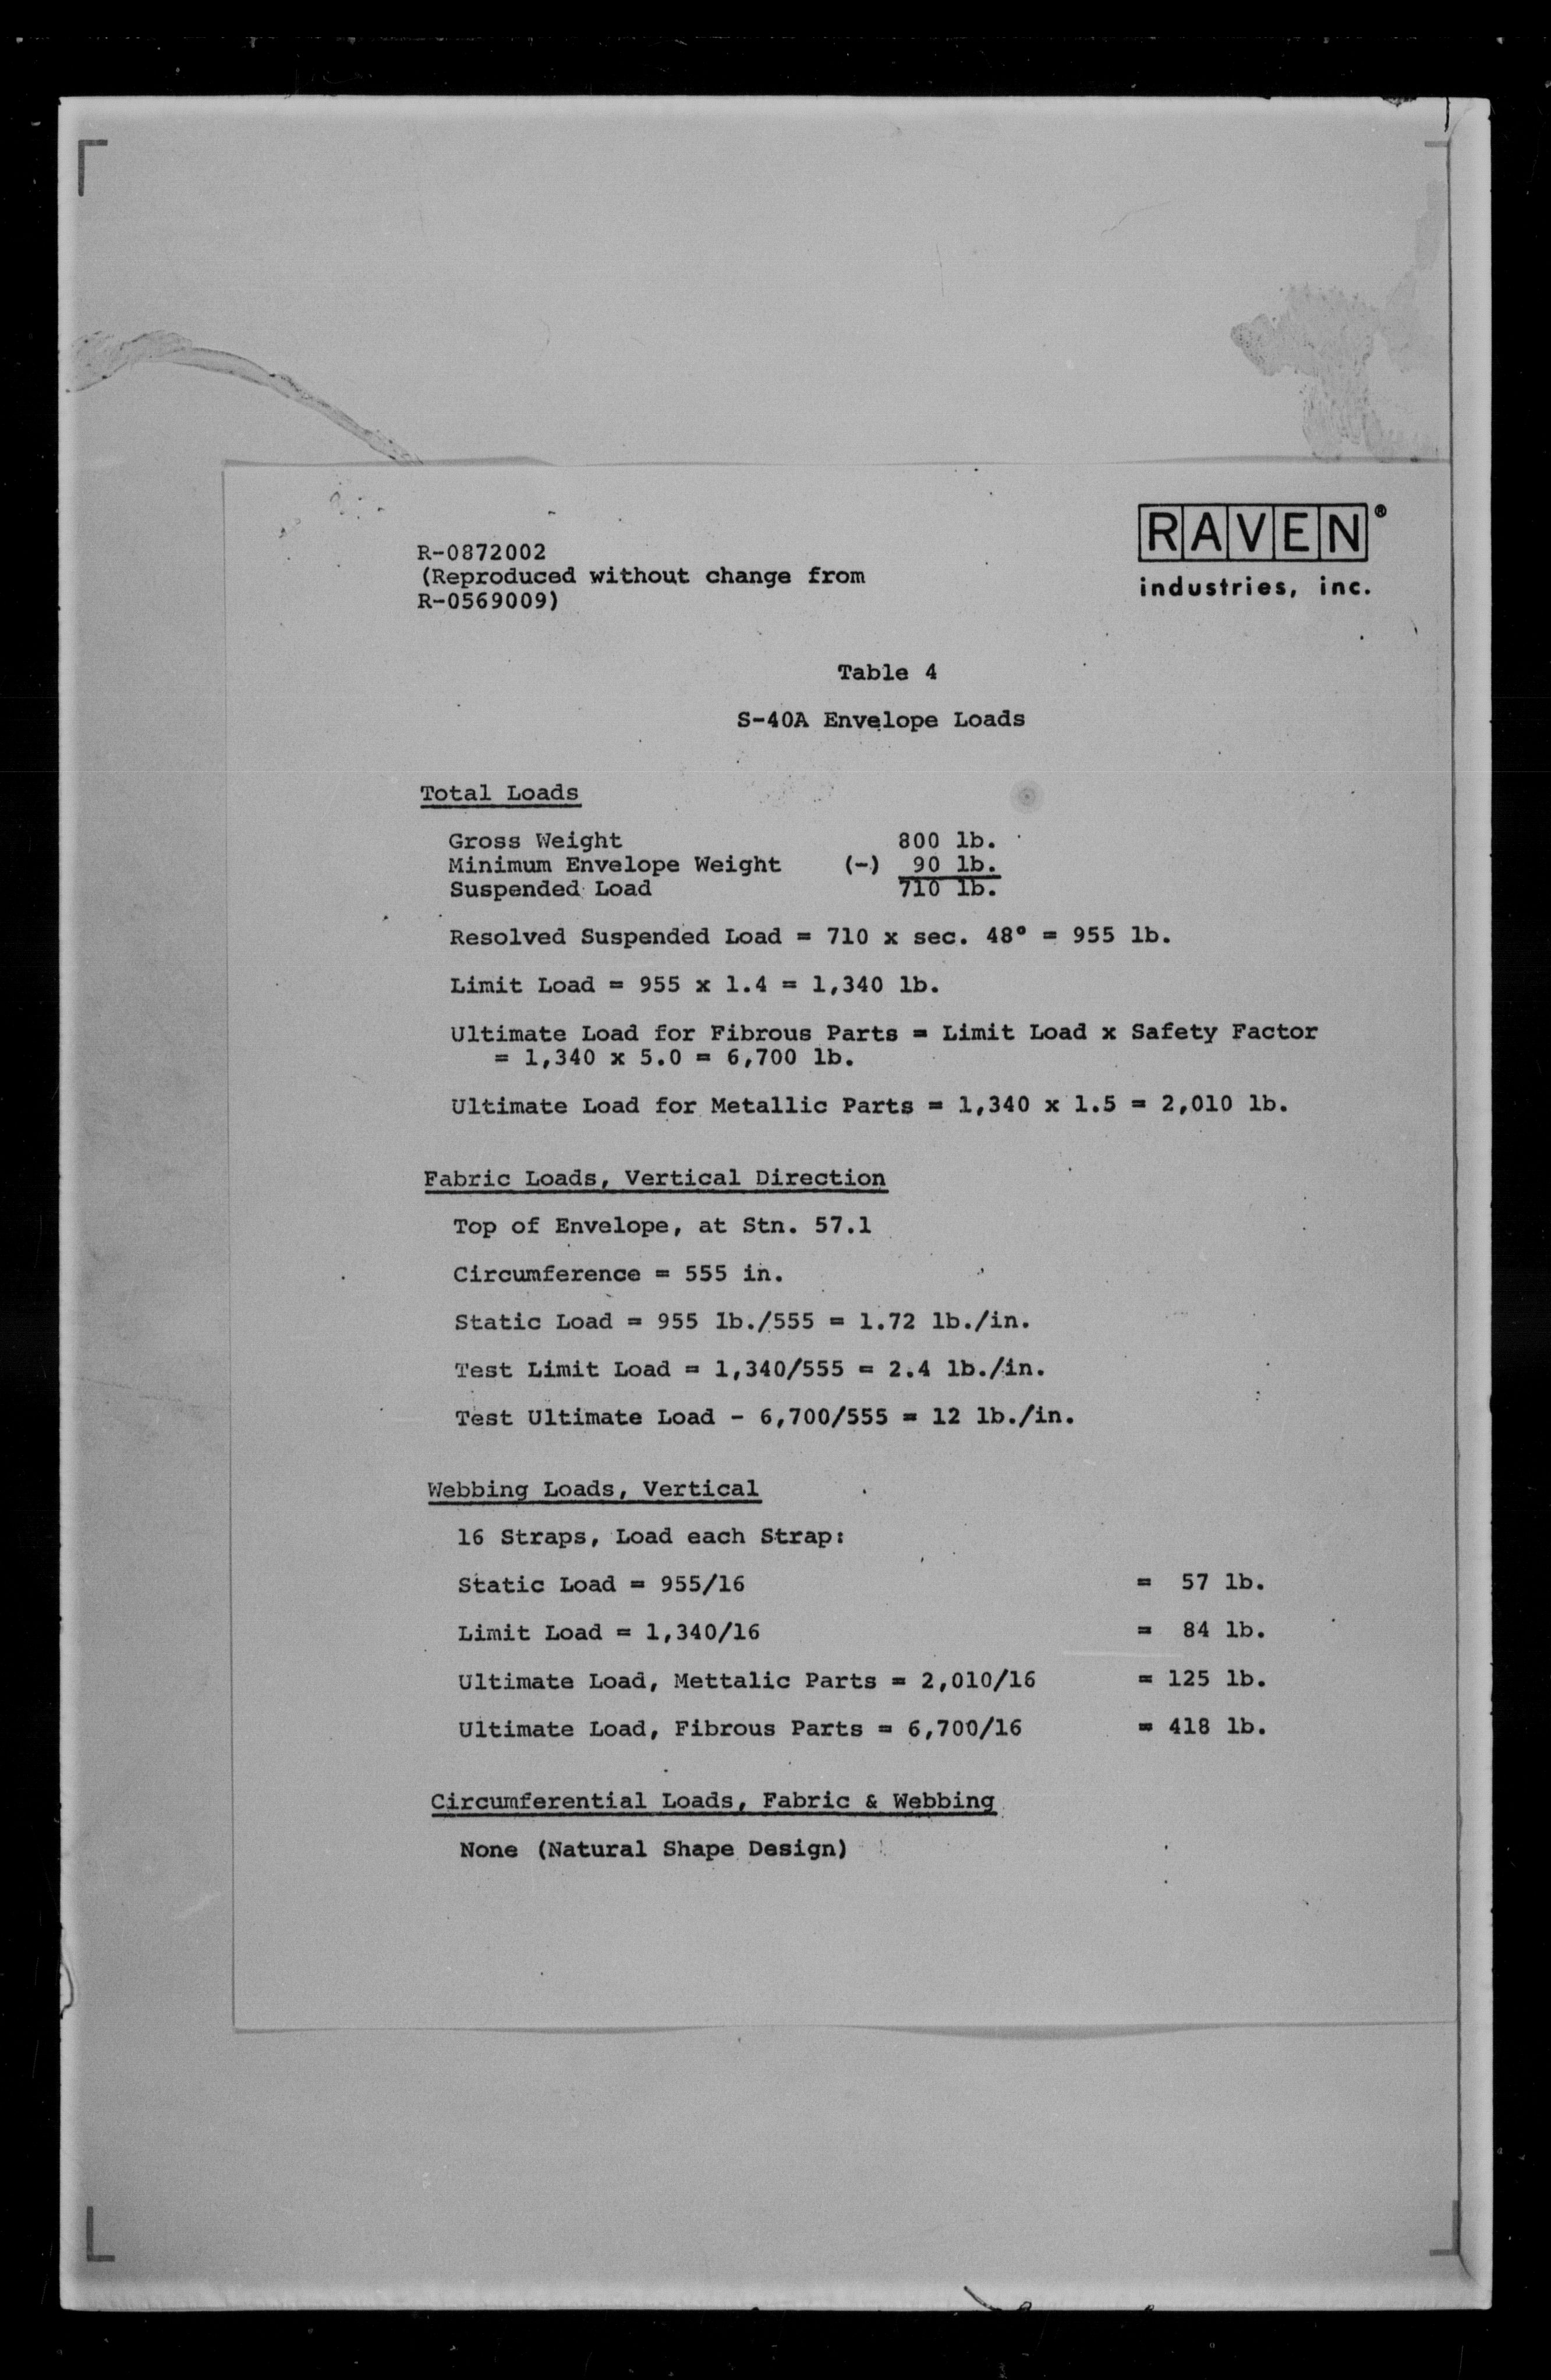 R-0872002
(Reproduced without change from
R-0569009)
RAVEN®
industries, inc.
Table 4
S-40A Envelope Loads
Total Loads
Gross Weight 800 lb.
Minimum Envelope Weight (-) 90 lb.
Suspended Load 710 lb.
Resolved Suspended Load = 710 x sec. 48° = 955 lb.
Limit Load = 955 x 1.4 = 1,340 lb.
Ultimate Load for Fibrous Parts = Limit Load x Safety Factor
= 1,340 x 5.0 = 6,700 lb.
Ultimate Load for Metallic Parts = 1,340 x 1.5 = 2,010 lb.
Fabric Loads, Vertical Direction
Top of Envelope, at Stn. 57.1
Circumference = 555 in.
Static Load = 955 lb./555 = 1.72 lb./in.
Test Limit Load = 1,340/555 = 2.4 lb./in.
Test Ultimate Load - 6,700/555 = 12 lb./in.
Webbing Loads, Vertical
16 Straps, Load each Strap:
Static Load = 955/16 = 57 lb.
Limit Load = 1,340/16 = 84 lb.
Ultimate Load, Mettalic Parts = 2,010/16 = 125 lb.
Ultimate Load, Fibrous Parts = 6,700/16 = 418 lb.
Circumferential Loads, Fabric & Webbing
None (Natural Shape Design)